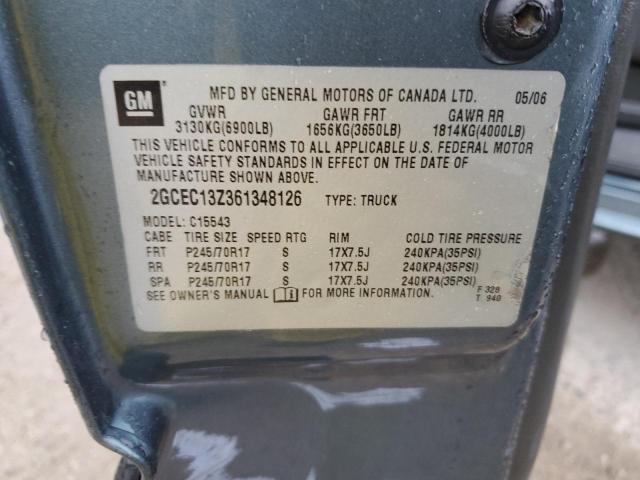 GM
MFD BY GENERAL MOTORS OF CANADA LTD. 05/06
GVWR GAWR FRT GAWR RR
3130KG(6900LB) 1656KG(3650LB) 1814KG(4000LB)
THIS VEHICLE CONFORMS TO ALL APPLICABLE U.S. FEDERAL MOTOR
VEHICLE SAFETY STANDARDS IN EFFECT ON THE DATE OF
MANUFACTURE SHOWN ABOVE.
2GCEC13Z361348126 TYPE: TRUCK
MODEL: C15543
CABE TIRE SIZE SPEED RTG RIM COLD TIRE PRESSURE
FRT P245/70R17 S 17X7.5J 240KPA(35PSI)
RR P245/70R17 S 17X7.5J 240KPA(35PSI)
SPA P245/70R17 S 17X7.5J 240KPA(35PSI)
SEE OWNER'S MANUAL FOR MORE INFORMATION. F 328
T 940